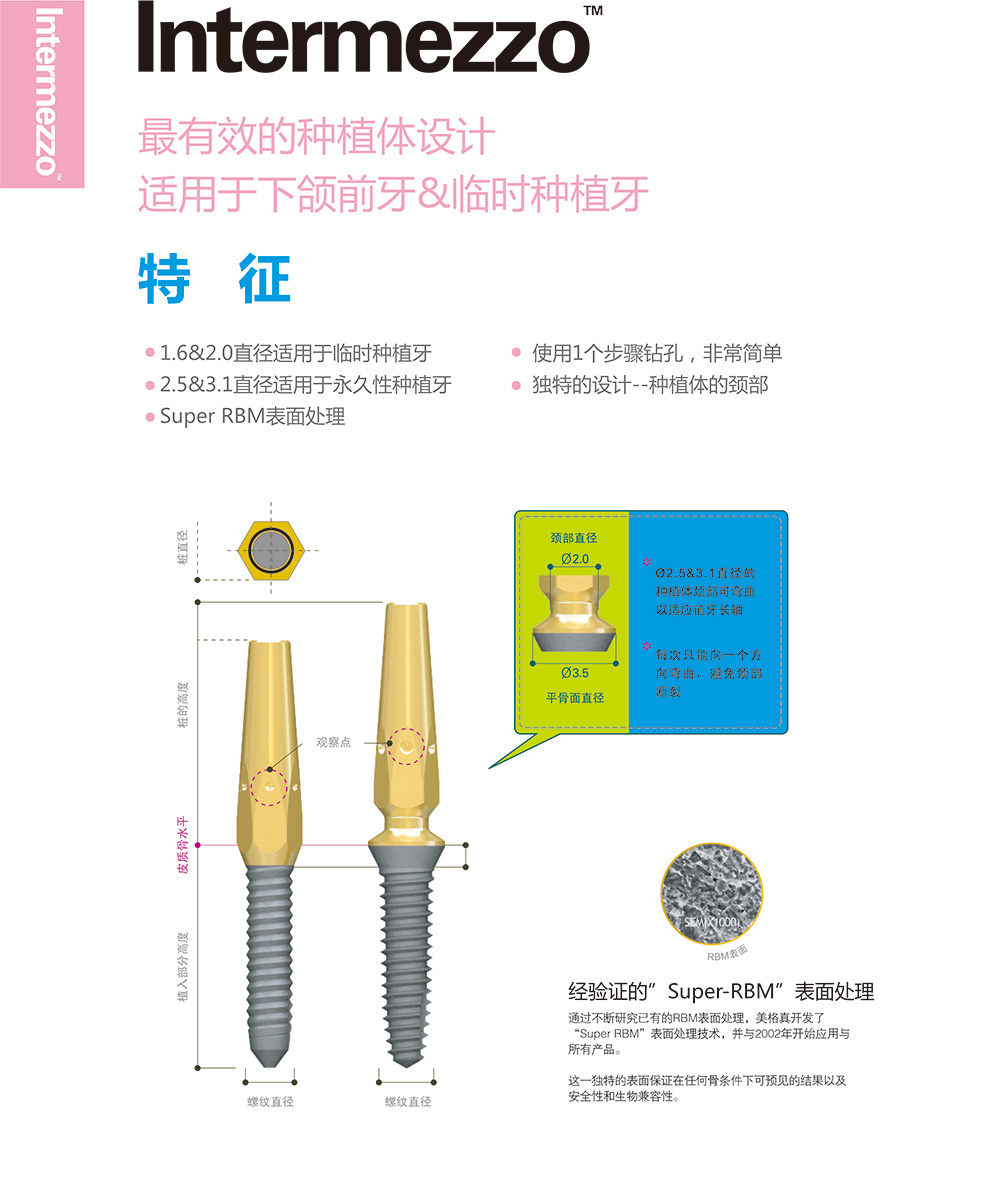 Intermezzo™
Intermezzo™
最有效的种植体设计
适用于下颌前牙&临时种植牙
特 征
1.6&2.0直径适用于临时种植牙
2.5&3.1直径适用于永久性种植牙
Super RBM表面处理
使用1个步骤钻孔，非常简单
独特的设计--种植体的颈部
桩直径
桩的高度
皮质骨水平
植入部分高度
观察点
螺纹直径
螺纹直径
颈部直径
Ø2.0
Ø3.5
平骨面直径
Ø2.5&3.1直径的
种植体颈部可弯曲
以适应前牙长轴
每次只能向一个方
向弯曲，避免颈部
断裂
SEM(X1000)
RBM表面
经验证的”Super-RBM”表面处理
通过不断研究已有的RBM表面处理，美格真开发了
“Super RBM”表面处理技术，并与2002年开始应用与
所有产品。
这一独特的表面保证在任何骨条件下可预见的结果以及
安全性和生物兼容性。